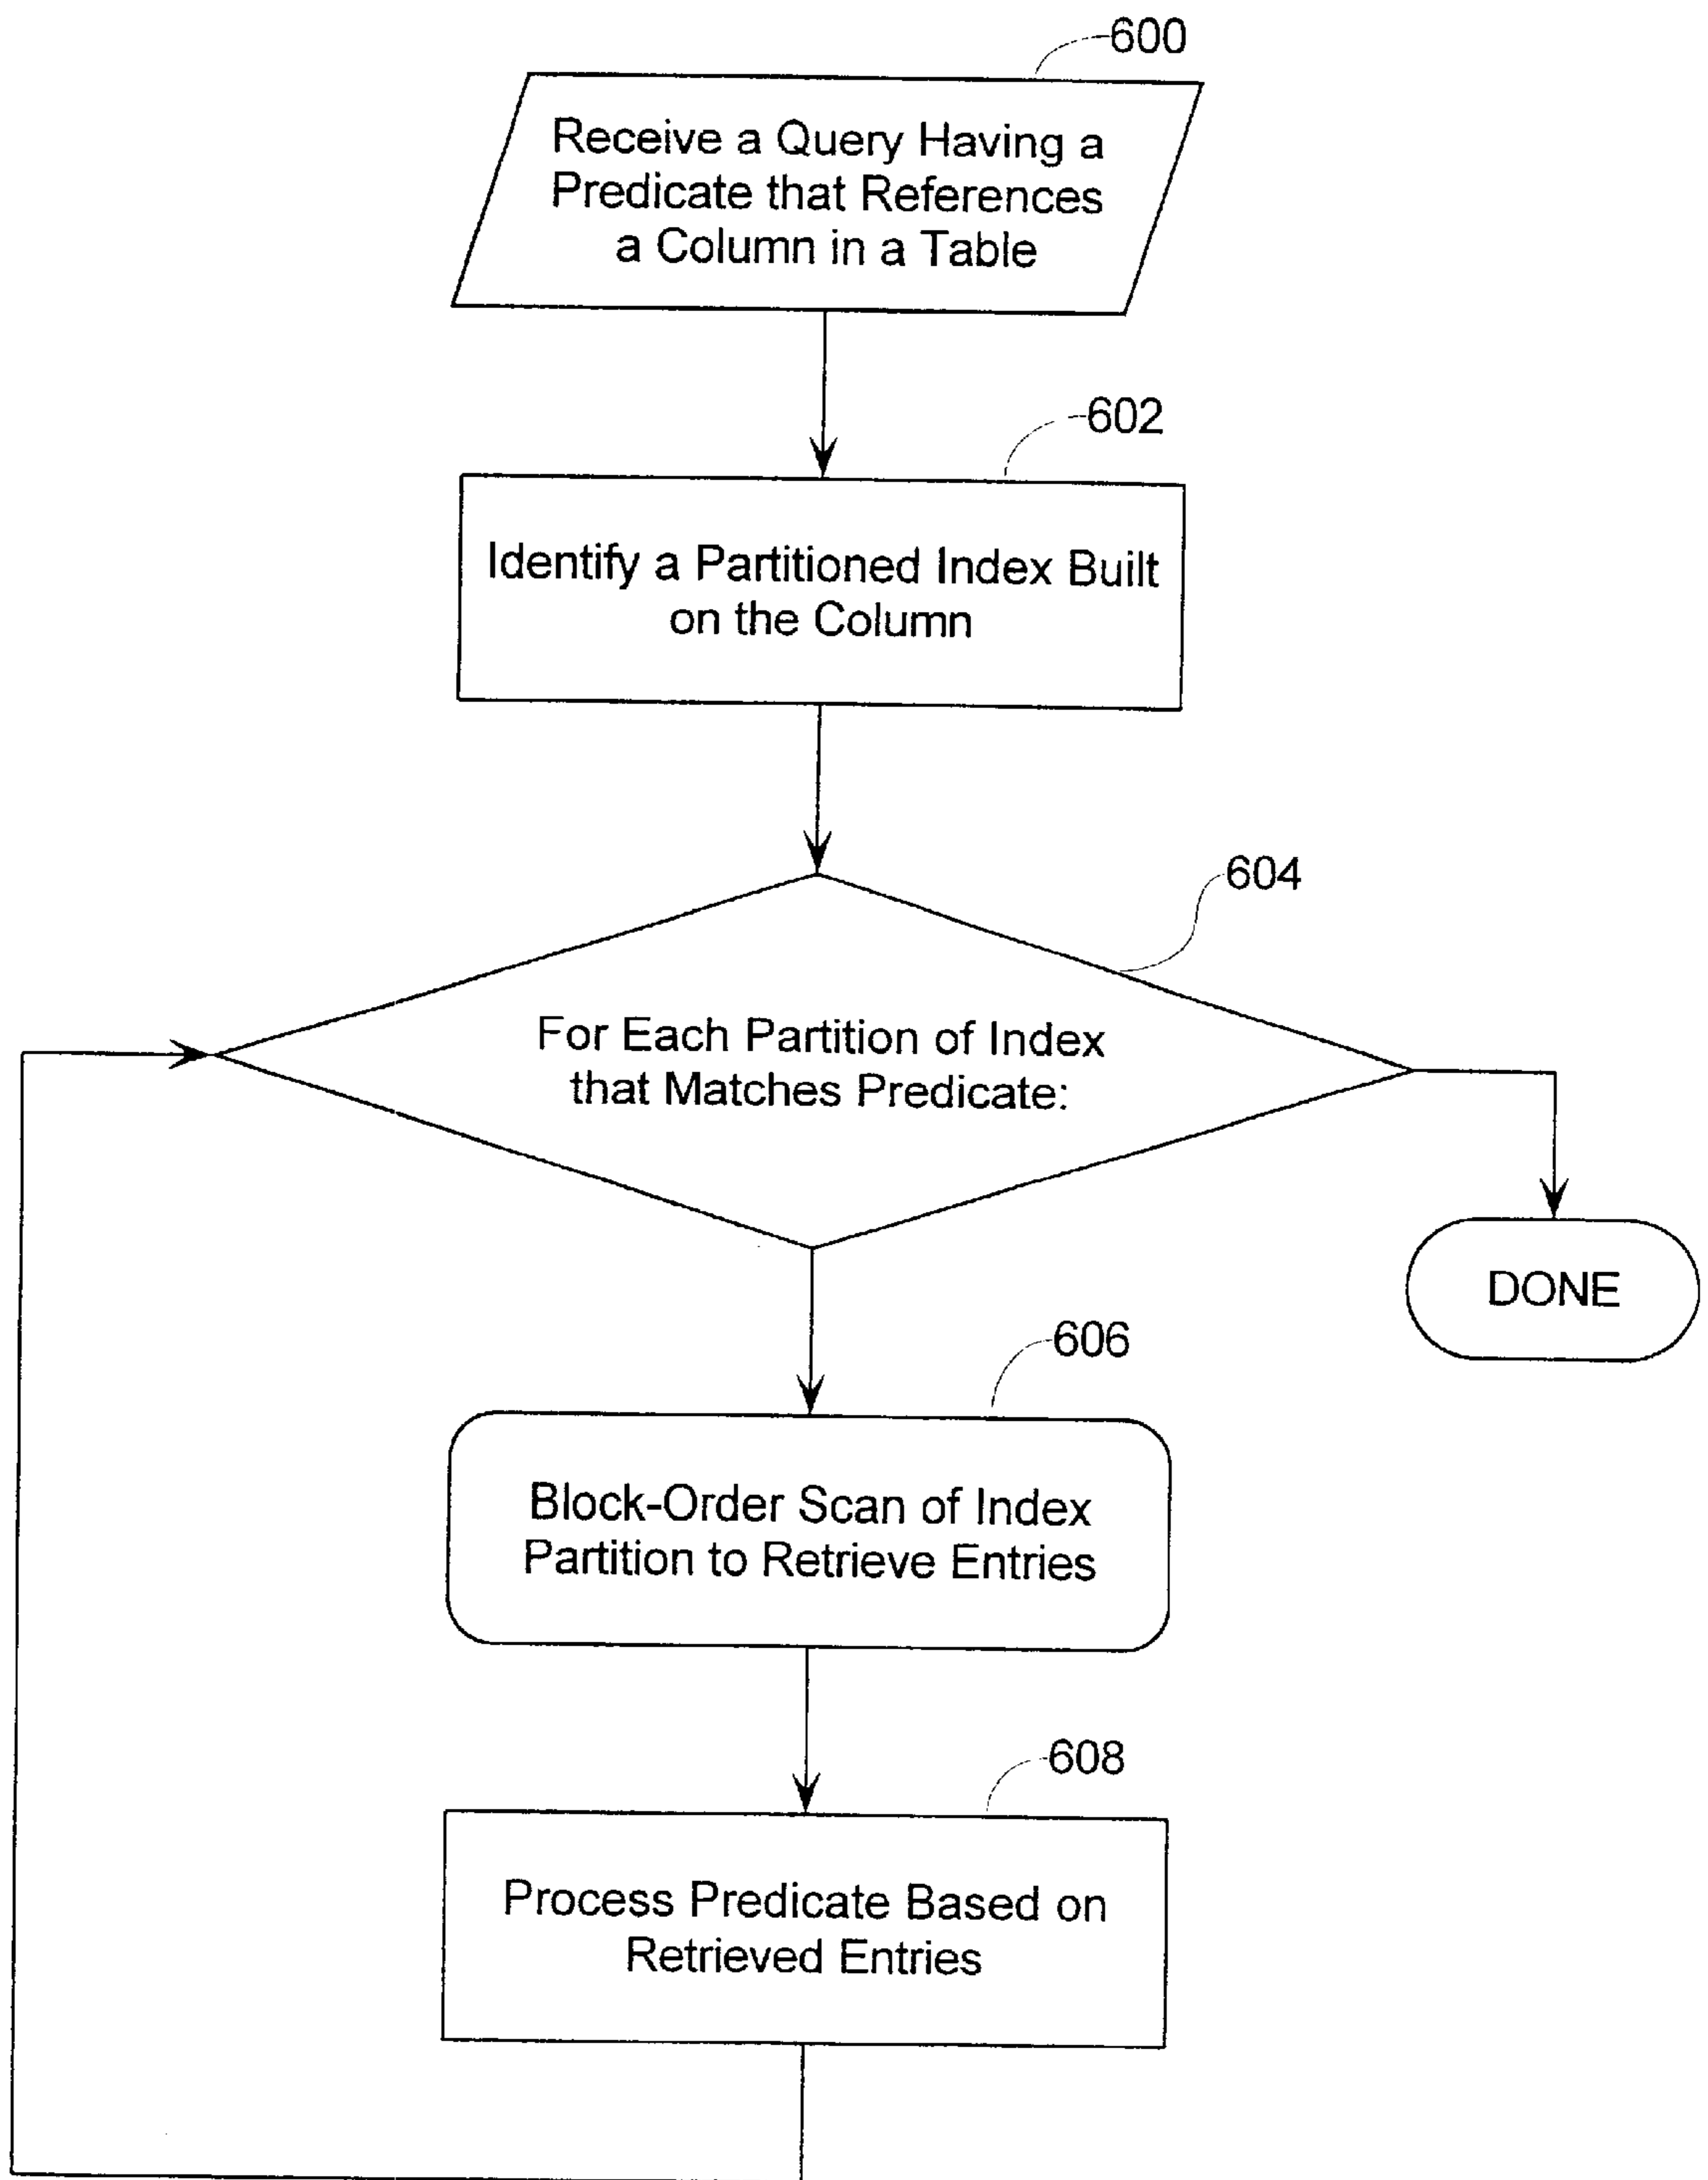 600
Receive a Query Having a
Predicate that References
a Column in a Table
602
Identify a Partitioned Index Built
on the Column
604
For Each Partition of Index
that Matches Predicate:
DONE
606
Block-Order Scan of Index
Partition to Retrieve Entries
608
Process Predicate Based on
Retrieved Entries